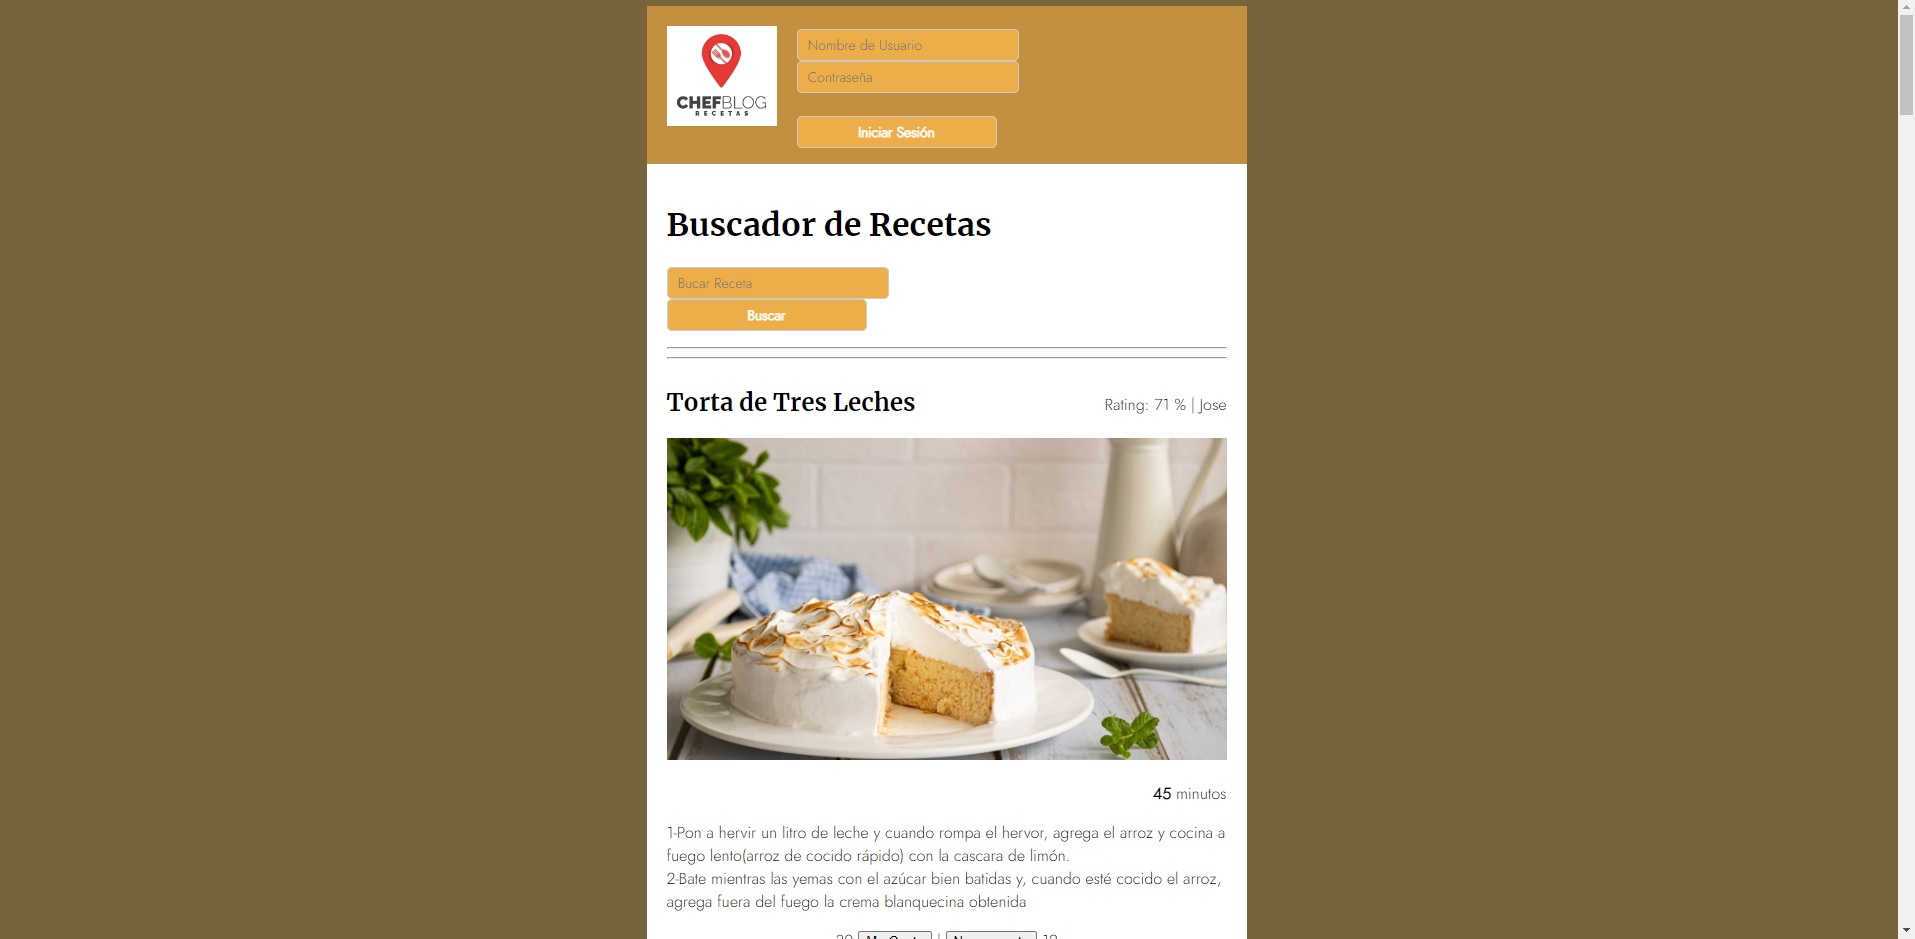 CHEFBLOG
RECETAS
Nombre de Usuario
Contraseña
Iniciar Sesión
Buscador de Recetas
Bucar Receta
Buscar
Torta de Tres Leches
Rating: 71 % | Jose
45 minutos
1-Pon a hervir un litro de leche y cuando rompa el hervor, agrega el arroz y cocina a
fuego lento(arroz de cocido rápido) con la cascara de limón.
2-Bate mientras las yemas con el azúcar bien batidas y, cuando esté cocido el arroz,
agrega fuera del fuego la crema blanquecina obtenida